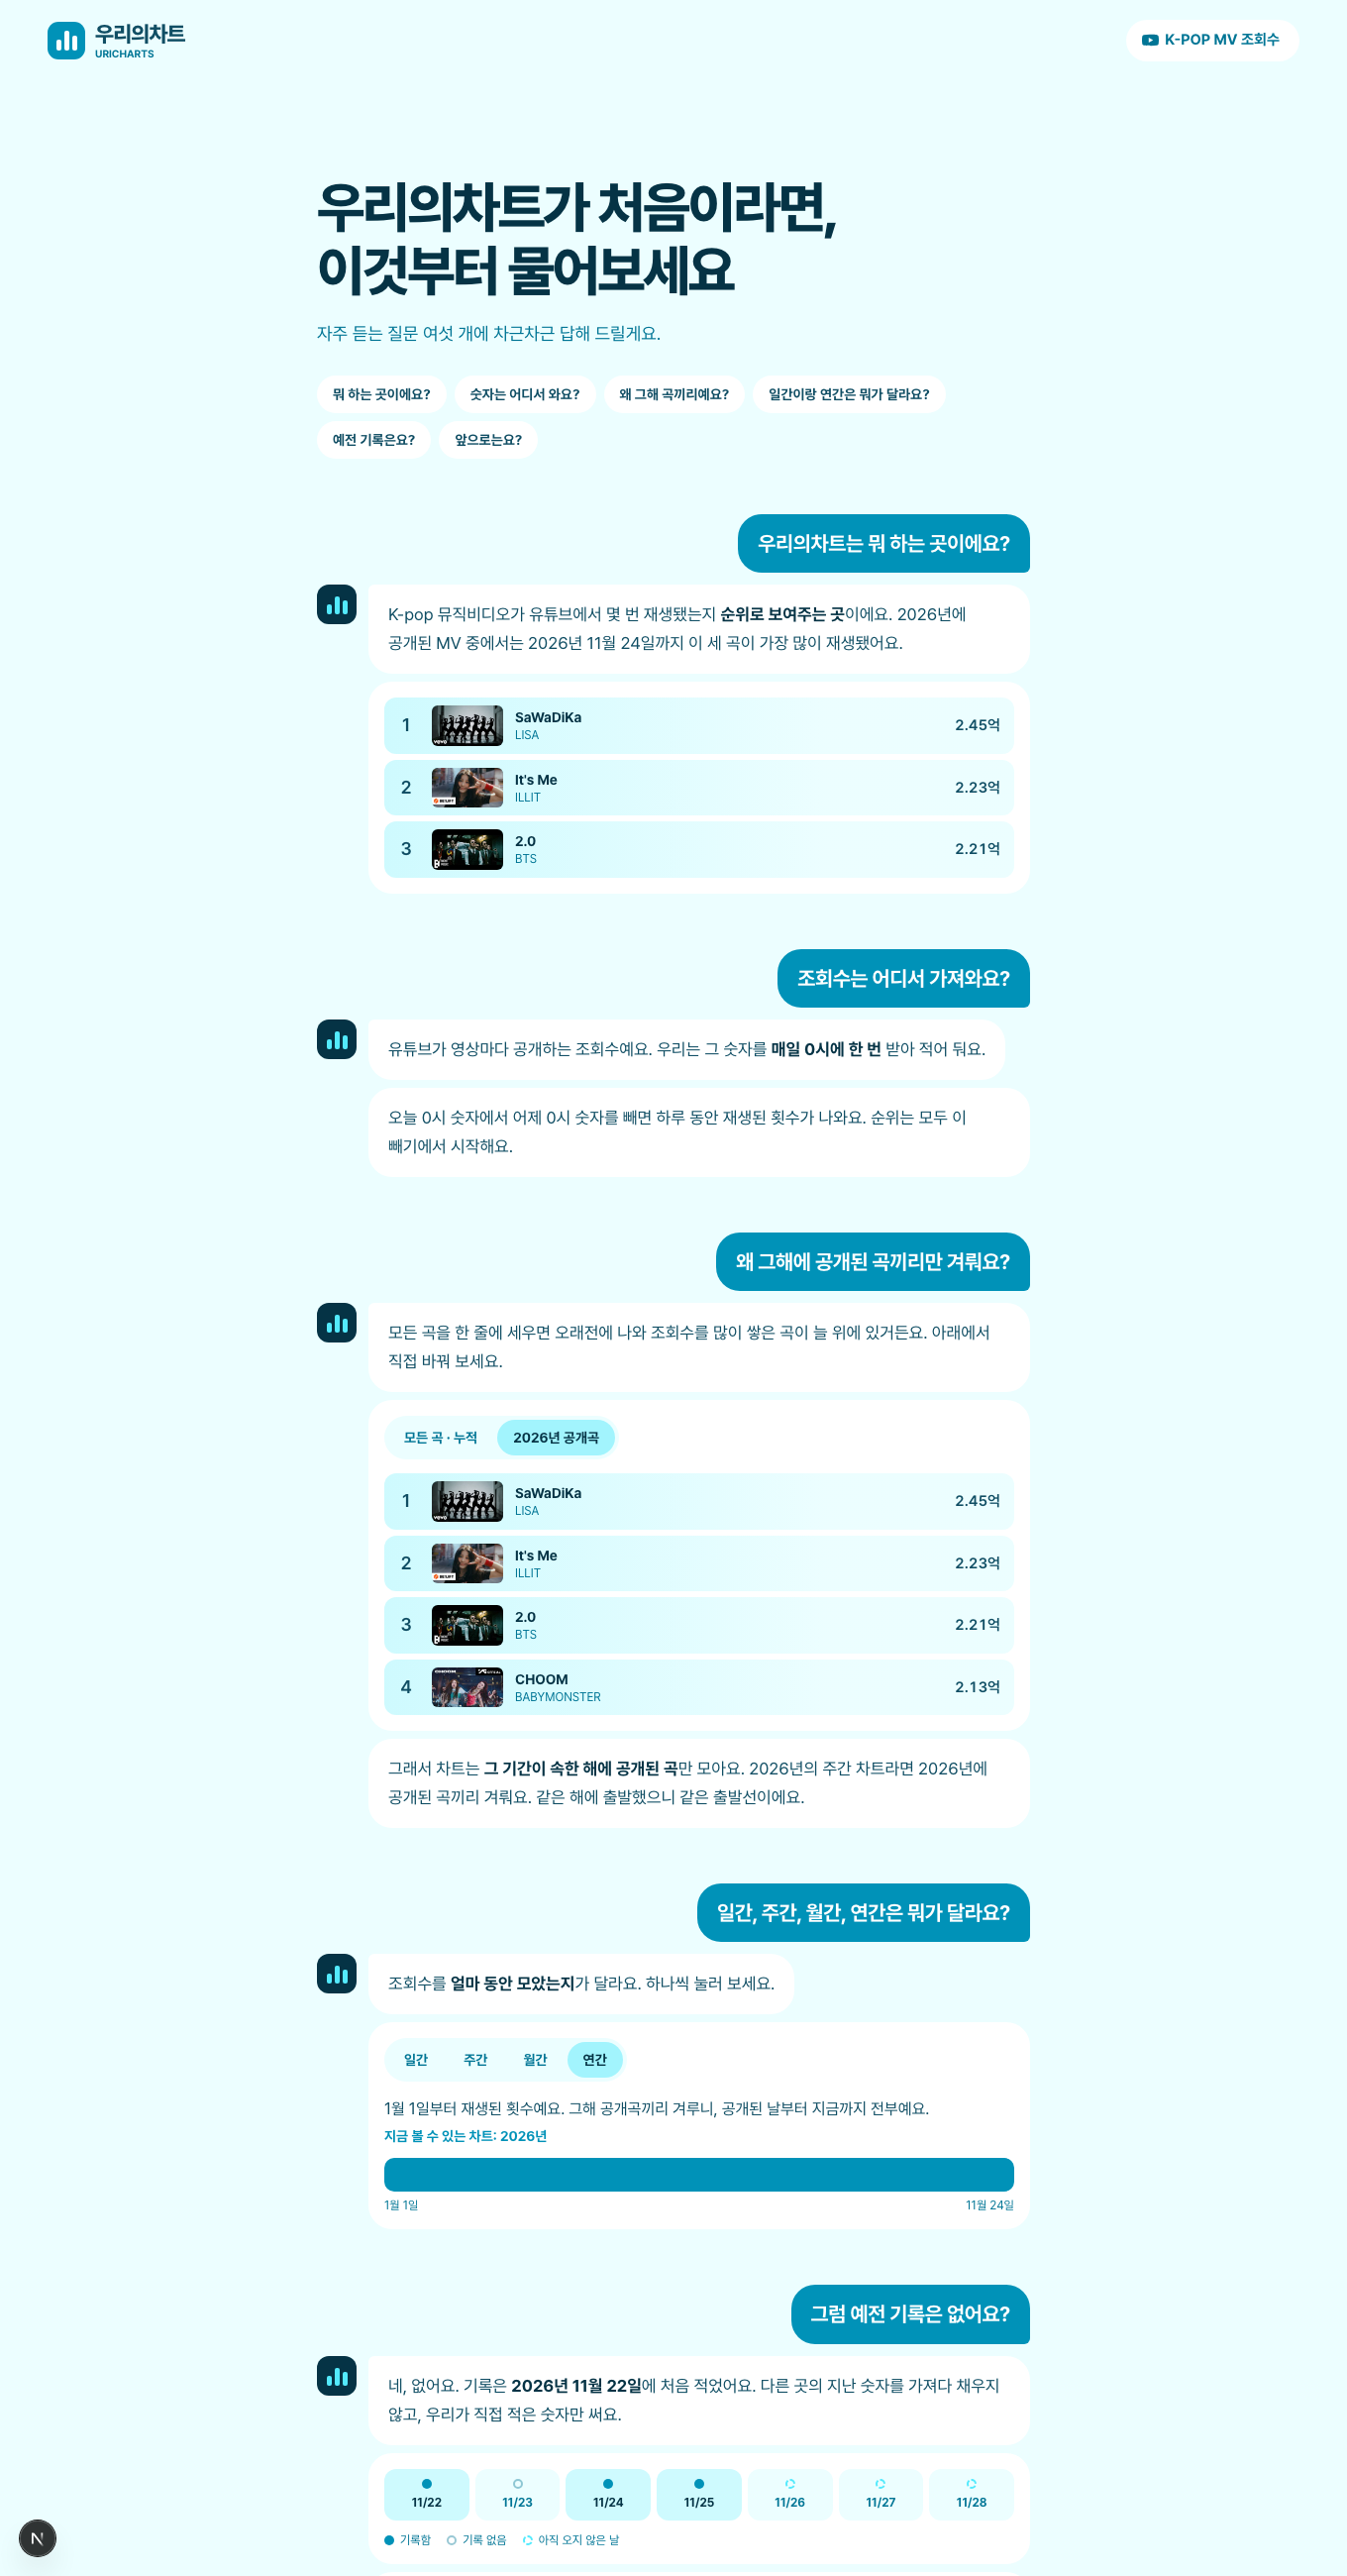 우리의차트
URICHARTS
K-POP MV 조회수
우리의차트가 처음이라면,
이것부터 물어보세요
자주 듣는 질문 여섯 개에 차근차근 답해 드릴게요.
뭐 하는 곳이에요?
숫자는 어디서 와요?
왜 그해 곡끼리예요?
일간이랑 연간은 뭐가 달라요?
예전 기록은요?
앞으로는요?
우리의차트는 뭐 하는 곳이에요?
K-pop 뮤직비디오가 유튜브에서 몇 번 재생됐는지 순위로 보여주는 곳이에요. 2026년에
공개된 MV 중에서는 2026년 11월 24일까지 이 세 곡이 가장 많이 재생됐어요.
1
SaWaDiKa
LISA
2.45억
2
It's Me
ILLIT
2.23억
3
2.0
BTS
2.21억
조회수는 어디서 가져와요?
유튜브가 영상마다 공개하는 조회수예요. 우리는 그 숫자를 매일 0시에 한 번 받아 적어 둬요.
오늘 0시 숫자에서 어제 0시 숫자를 빼면 하루 동안 재생된 횟수가 나와요. 순위는 모두 이
빼기에서 시작해요.
왜 그해에 공개된 곡끼리만 겨뤄요?
모든 곡을 한 줄에 세우면 오래전에 나와 조회수를 많이 쌓은 곡이 늘 위에 있거든요. 아래에서
직접 바꿔 보세요.
모든 곡 · 누적
2026년 공개곡
1
SaWaDiKa
LISA
2.45억
2
It's Me
ILLIT
2.23억
3
2.0
BTS
2.21억
4
CHOOM
BABYMONSTER
2.13억
그래서 차트는 그 기간이 속한 해에 공개된 곡만 모아요. 2026년의 주간 차트라면 2026년에
공개된 곡끼리 겨뤄요. 같은 해에 출발했으니 같은 출발선이에요.
일간, 주간, 월간, 연간은 뭐가 달라요?
조회수를 얼마 동안 모았는지가 달라요. 하나씩 눌러 보세요.
일간
주간
월간
연간
1월 1일부터 재생된 횟수예요. 그해 공개곡끼리 겨루니, 공개된 날부터 지금까지 전부예요.
지금 볼 수 있는 차트: 2026년
1월 1일
11월 24일
그럼 예전 기록은 없어요?
네, 없어요. 기록은 2026년 11월 22일에 처음 적었어요. 다른 곳의 지난 숫자를 가져다 채우지
않고, 우리가 직접 적은 숫자만 써요.
11/22
11/23
11/24
11/25
11/26
11/27
11/28
기록함
기록 없음
아직 오지 않은 날